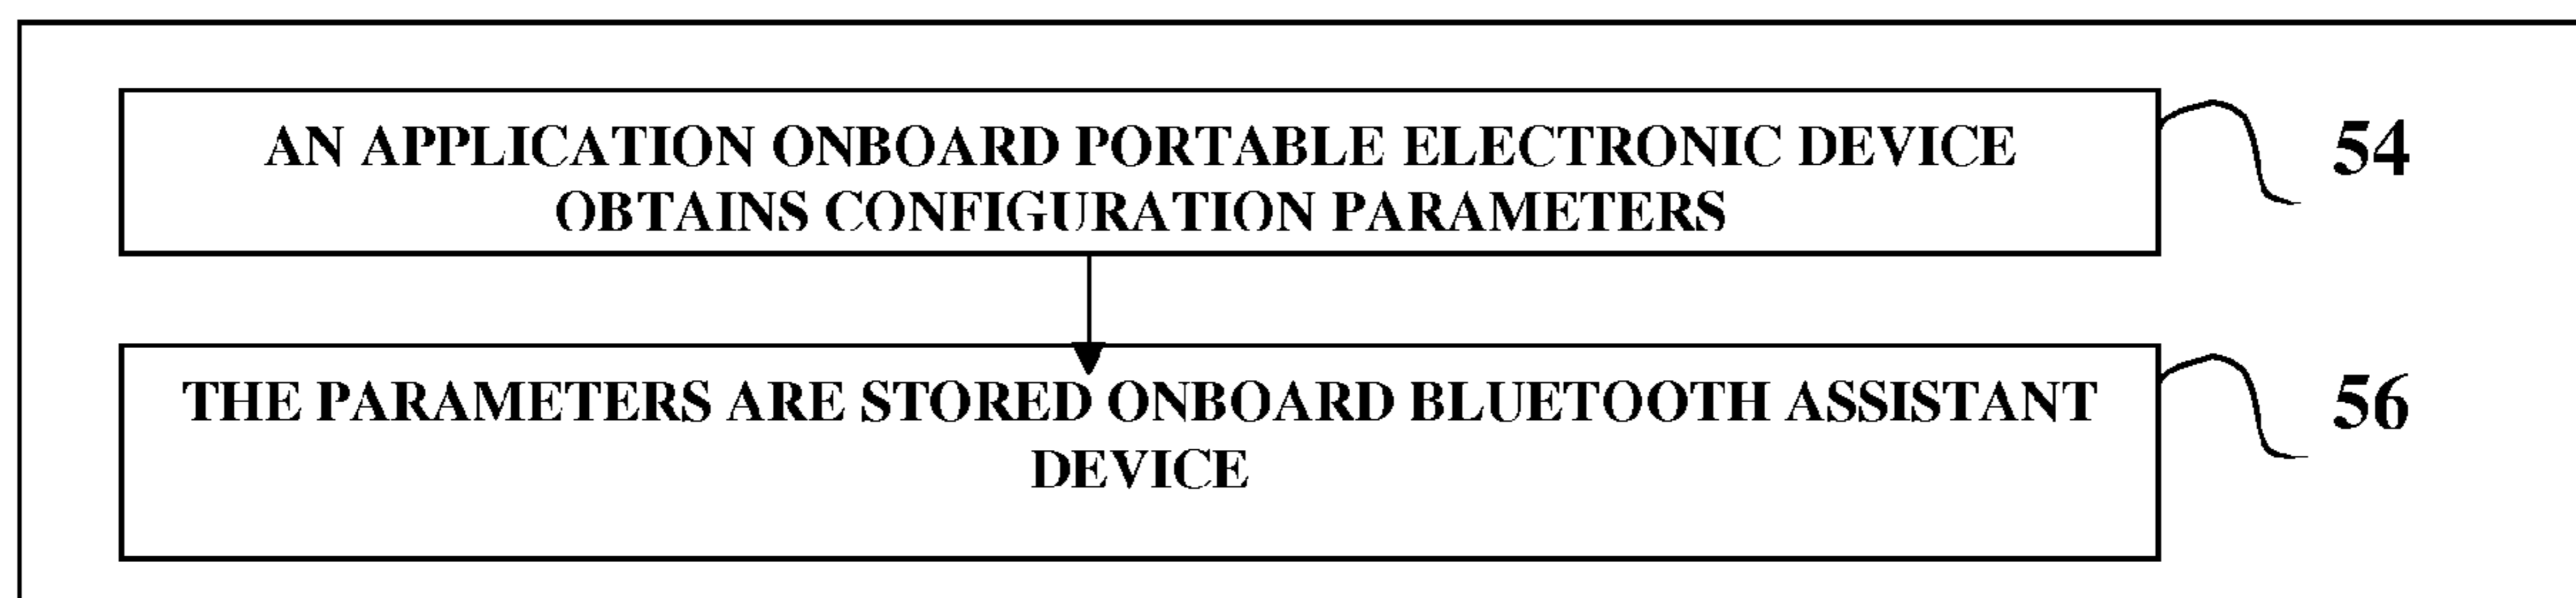 AN APPLICATION ONBOARD PORTABLE ELECTRONIC DEVICE
OBTAINS CONFIGURATION PARAMETERS
54
THE PARAMETERS ARE STORED ONBOARD BLUETOOTH ASSISTANT
DEVICE
56